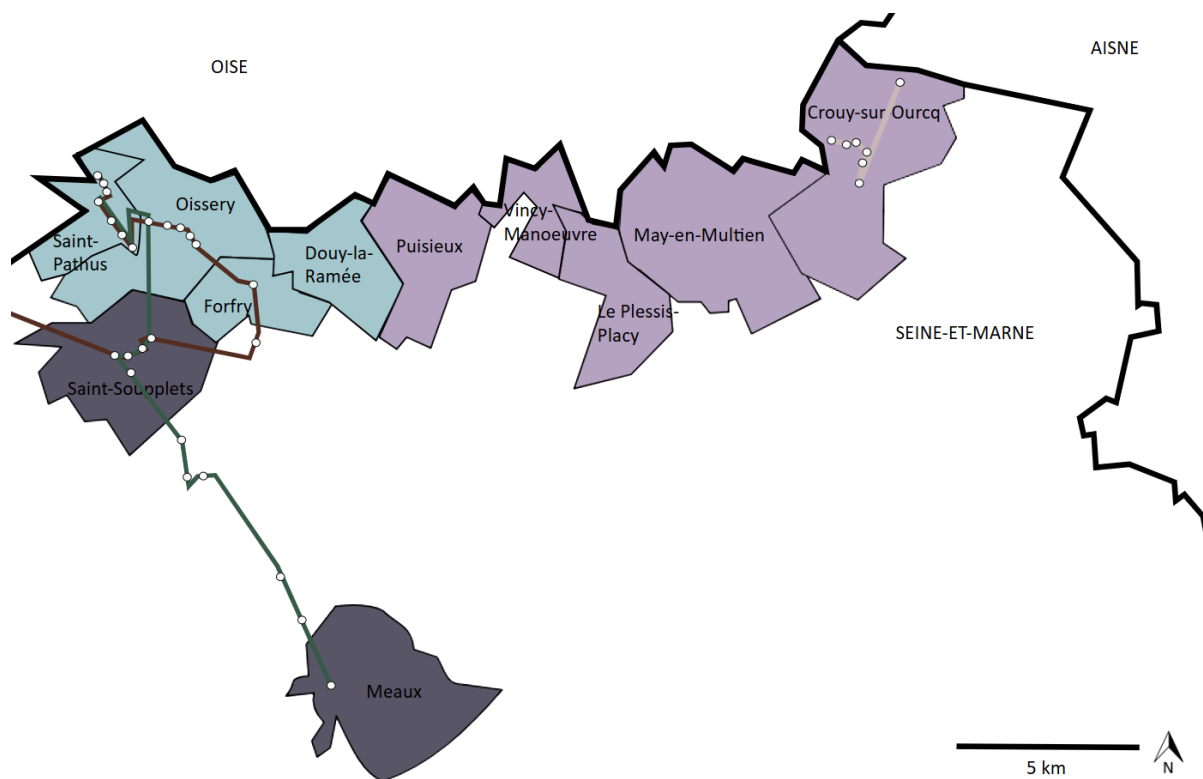 OISE
AISNE
Crouy-sur-Ourcq
Oissery
Saint-
Pathus
Douy-la-
Ramée
Puisieux
Vincy-
Manoeuvre
May-en-Multien
Forfry
Le Plessis-
Placy
SEINE-ET-MARNE
Saint-Soupplets
Meaux
5 km
N